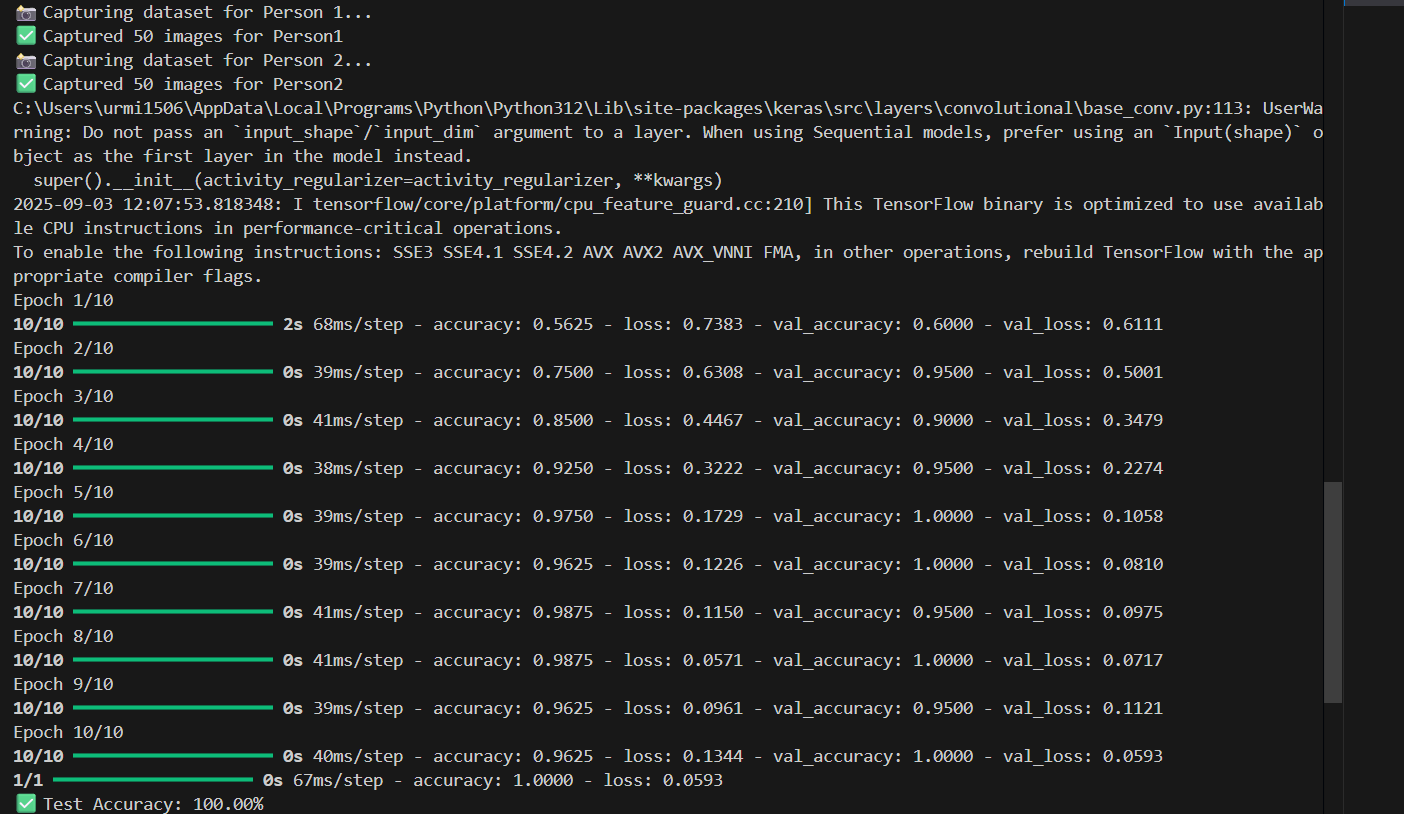 📷 Capturing dataset for Person 1...
✅ Captured 50 images for Person1
📷 Capturing dataset for Person 2...
✅ Captured 50 images for Person2
C:\Users\urmi1506\AppData\Local\Programs\Python\Python312\Lib\site-packages\keras\src\layers\convolutional\base_conv.py:113: UserWa
rning: Do not pass an `input_shape`/`input_dim` argument to a layer. When using Sequential models, prefer using an `Input(shape)` o
bject as the first layer in the model instead.
  super().__init__(activity_regularizer=activity_regularizer, **kwargs)
2025-09-03 12:07:53.818348: I tensorflow/core/platform/cpu_feature_guard.cc:210] This TensorFlow binary is optimized to use availab
le CPU instructions in performance-critical operations.
To enable the following instructions: SSE3 SSE4.1 SSE4.2 AVX AVX2 AVX_VNNI FMA, in other operations, rebuild TensorFlow with the ap
propriate compiler flags.
Epoch 1/10
10/10 2s 68ms/step - accuracy: 0.5625 - loss: 0.7383 - val_accuracy: 0.6000 - val_loss: 0.6111
Epoch 2/10
10/10 0s 39ms/step - accuracy: 0.7500 - loss: 0.6308 - val_accuracy: 0.9500 - val_loss: 0.5001
Epoch 3/10
10/10 0s 41ms/step - accuracy: 0.8500 - loss: 0.4467 - val_accuracy: 0.9000 - val_loss: 0.3479
Epoch 4/10
10/10 0s 38ms/step - accuracy: 0.9250 - loss: 0.3222 - val_accuracy: 0.9500 - val_loss: 0.2274
Epoch 5/10
10/10 0s 39ms/step - accuracy: 0.9750 - loss: 0.1729 - val_accuracy: 1.0000 - val_loss: 0.1058
Epoch 6/10
10/10 0s 39ms/step - accuracy: 0.9625 - loss: 0.1226 - val_accuracy: 1.0000 - val_loss: 0.0810
Epoch 7/10
10/10 0s 41ms/step - accuracy: 0.9875 - loss: 0.1150 - val_accuracy: 0.9500 - val_loss: 0.0975
Epoch 8/10
10/10 0s 41ms/step - accuracy: 0.9875 - loss: 0.0571 - val_accuracy: 1.0000 - val_loss: 0.0717
Epoch 9/10
10/10 0s 39ms/step - accuracy: 0.9625 - loss: 0.0961 - val_accuracy: 0.9500 - val_loss: 0.1121
Epoch 10/10
10/10 0s 40ms/step - accuracy: 0.9625 - loss: 0.1344 - val_accuracy: 1.0000 - val_loss: 0.0593
1/1 0s 67ms/step - accuracy: 1.0000 - loss: 0.0593
✅ Test Accuracy: 100.00%